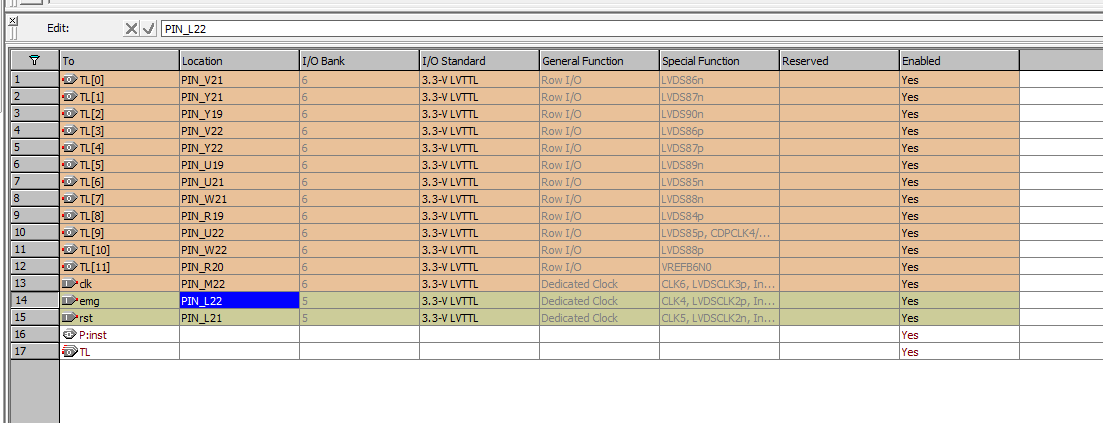 Edit: PIN_L22
To Location I/O Bank I/O Standard General Function Special Function Reserved Enabled
1 TL[0] PIN_V21 6 3.3-V LVTTL Row I/O LVDS86n Yes
2 TL[1] PIN_Y21 6 3.3-V LVTTL Row I/O LVDS87n Yes
3 TL[2] PIN_Y19 6 3.3-V LVTTL Row I/O LVDS90n Yes
4 TL[3] PIN_V22 6 3.3-V LVTTL Row I/O LVDS86p Yes
5 TL[4] PIN_Y22 6 3.3-V LVTTL Row I/O LVDS87p Yes
6 TL[5] PIN_U19 6 3.3-V LVTTL Row I/O LVDS89n Yes
7 TL[6] PIN_U21 6 3.3-V LVTTL Row I/O LVDS85n Yes
8 TL[7] PIN_W21 6 3.3-V LVTTL Row I/O LVDS88n Yes
9 TL[8] PIN_R19 6 3.3-V LVTTL Row I/O LVDS84p Yes
10 TL[9] PIN_U22 6 3.3-V LVTTL Row I/O LVDS85p, CDPCLK4/... Yes
11 TL[10] PIN_W22 6 3.3-V LVTTL Row I/O LVDS88p Yes
12 TL[11] PIN_R20 6 3.3-V LVTTL Row I/O VREFB6N0 Yes
13 clk PIN_M22 6 3.3-V LVTTL Dedicated Clock CLK6, LVDSCLK3p, In... Yes
14 emg PIN_L22 5 3.3-V LVTTL Dedicated Clock CLK4, LVDSCLK2p, In... Yes
15 rst PIN_L21 5 3.3-V LVTTL Dedicated Clock CLK5, LVDSCLK2n, In... Yes
16 P:inst Yes
17 TL Yes